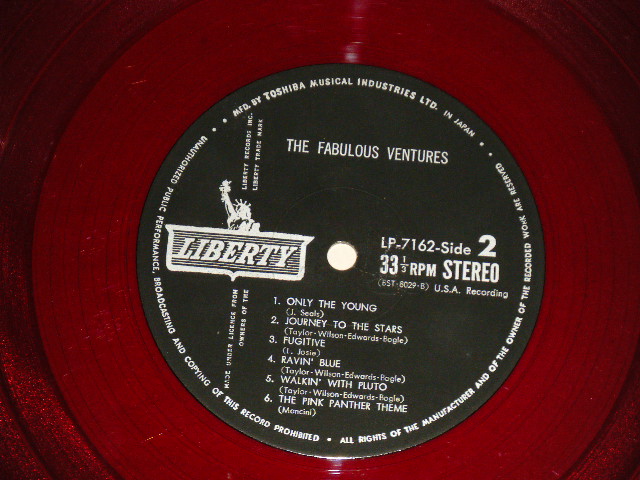 • MFD. BY TOSHIBA MUSICAL INDUSTRIES LTD. IN JAPAN •
THE FABULOUS VENTURES
LIBERTY RECORDS INC.
LIBERTY TRADE MARK
LIBERTY
LP-7162-Side 2
33 1/3 RPM STEREO
(BST-8029-B) U.S.A. Recording
1. ONLY THE YOUNG
(J. Seals)
2. JOURNEY TO THE STARS
(Taylor-Wilson-Edwards-Bogle)
3. FUGITIVE
(L. Josie)
4. RAVIN' BLUE
(Taylor-Wilson-Edwards-Bogle)
5. WALKIN' WITH PLUTO
(Taylor-Wilson-Edwards-Bogle)
6. THE PINK PANTHER THEME
(Mancini)
MADE UNDER LICENCE FROM
OWNERS OF THE
UNAUTHORIZED PUBLIC PERFORMANCE, BROADCASTING AND COPYING OF THIS RECORD PROHIBITED • ALL RIGHTS OF THE MANUFACTURER AND OF THE OWNER OF THE RECORDED WORK ARE RESERVED